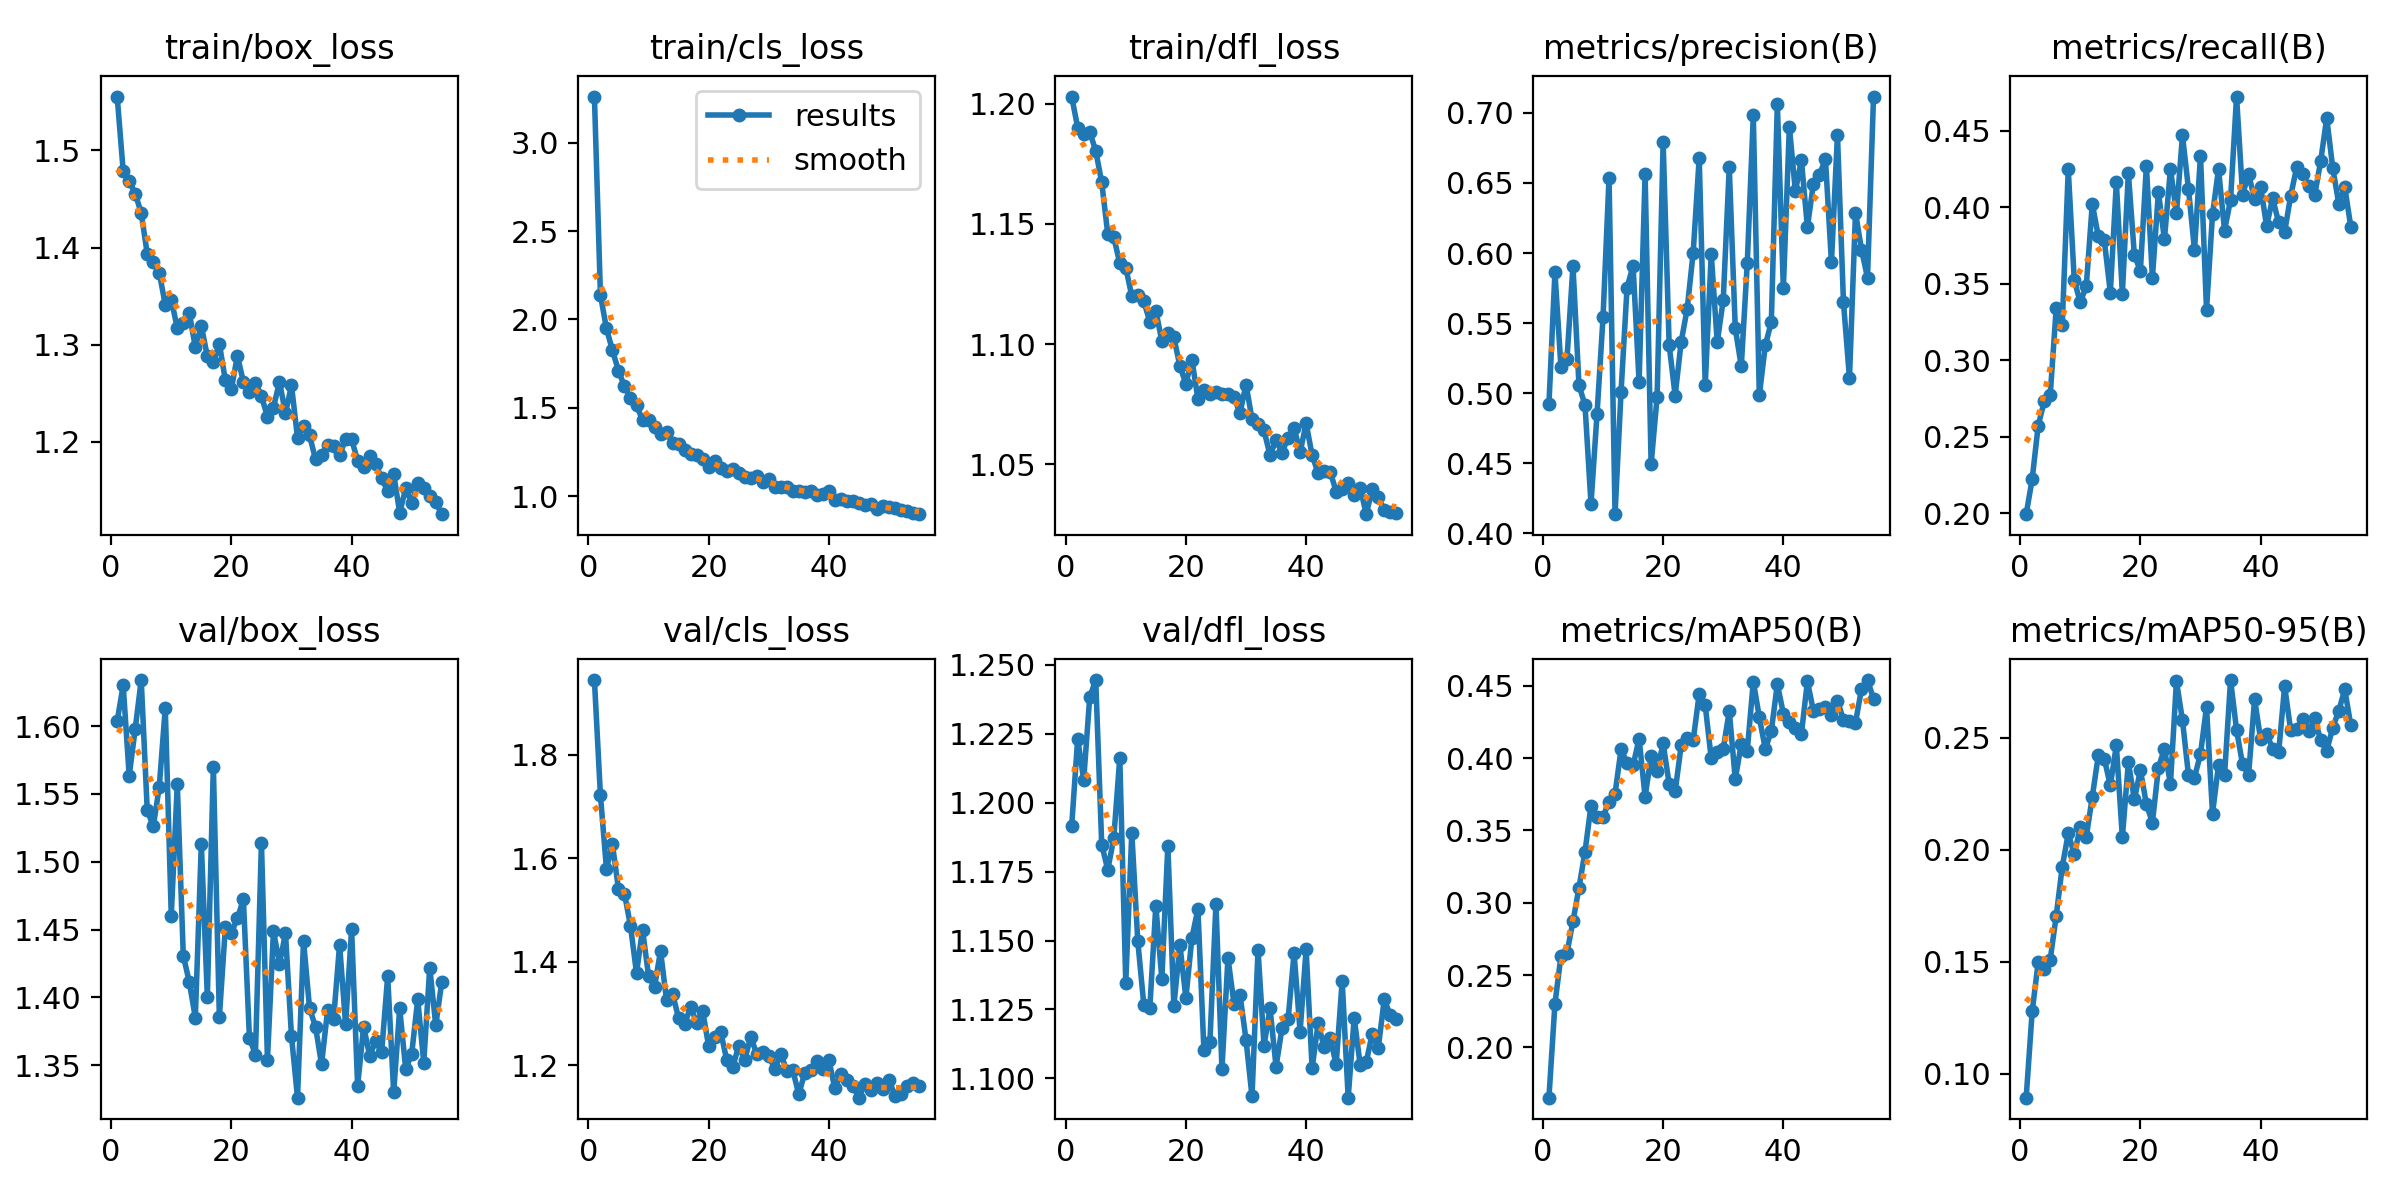 train/box_loss
1.5
1.4
1.3
1.2
0 20 40
train/cls_loss
results
smooth
3.0
2.5
2.0
1.5
1.0
0 20 40
train/dfl_loss
1.20
1.15
1.10
1.05
0 20 40
metrics/precision(B)
0.70
0.65
0.60
0.55
0.50
0.45
0.40
0 20 40
metrics/recall(B)
0.45
0.40
0.35
0.30
0.25
0.20
0 20 40
val/box_loss
1.60
1.55
1.50
1.45
1.40
1.35
0 20 40
val/cls_loss
1.8
1.6
1.4
1.2
0 20 40
val/dfl_loss
1.250
1.225
1.200
1.175
1.150
1.125
1.100
0 20 40
metrics/mAP50(B)
0.45
0.40
0.35
0.30
0.25
0.20
0 20 40
metrics/mAP50-95(B)
0.25
0.20
0.15
0.10
0 20 40